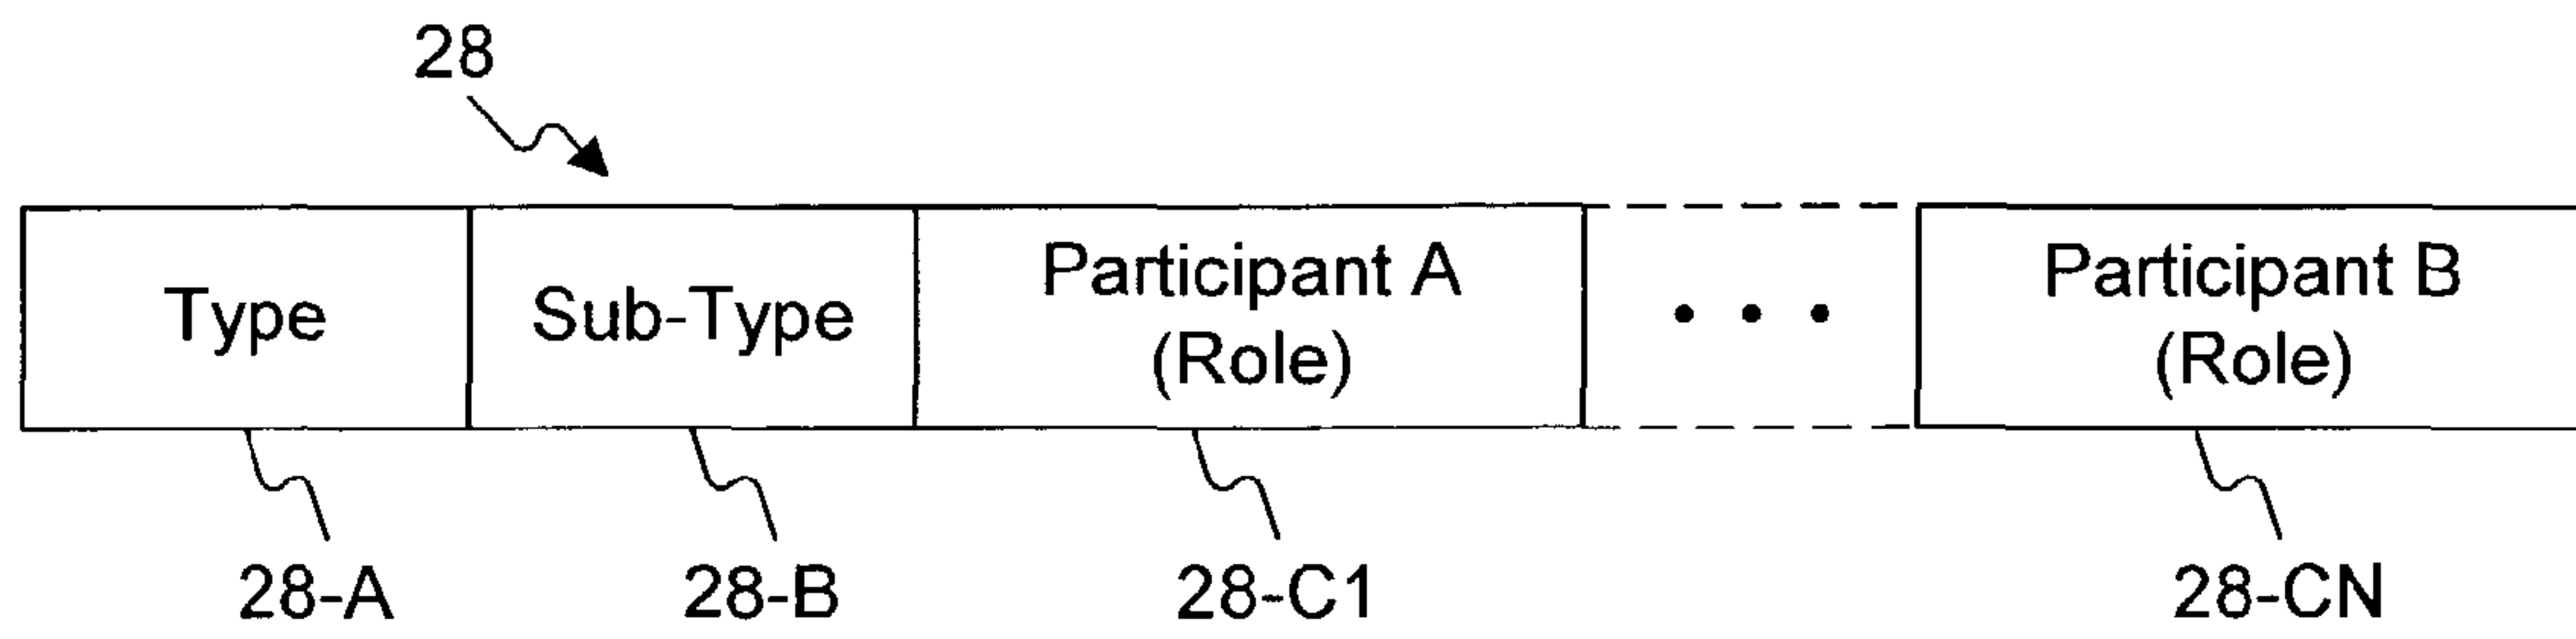 28
Type
Sub-Type
Participant A
(Role)
• • •
Participant B
(Role)
28-A
28-B
28-C1
28-CN